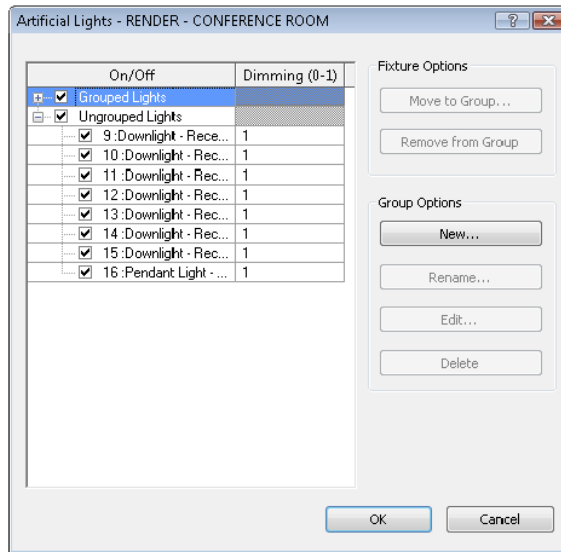 Artificial Lights - RENDER - CONFERENCE ROOM
On/Off Dimming (0-1)
Grouped Lights
Ungrouped Lights
9 :Downlight - Rece... 1
10 :Downlight - Rec... 1
11 :Downlight - Rec... 1
12 :Downlight - Rec... 1
13 :Downlight - Rec... 1
14 :Downlight - Rec... 1
15 :Downlight - Rec... 1
16 :Pendant Light - ... 1
Fixture Options
Move to Group...
Remove from Group
Group Options
New...
Rename...
Edit...
Delete
OK Cancel